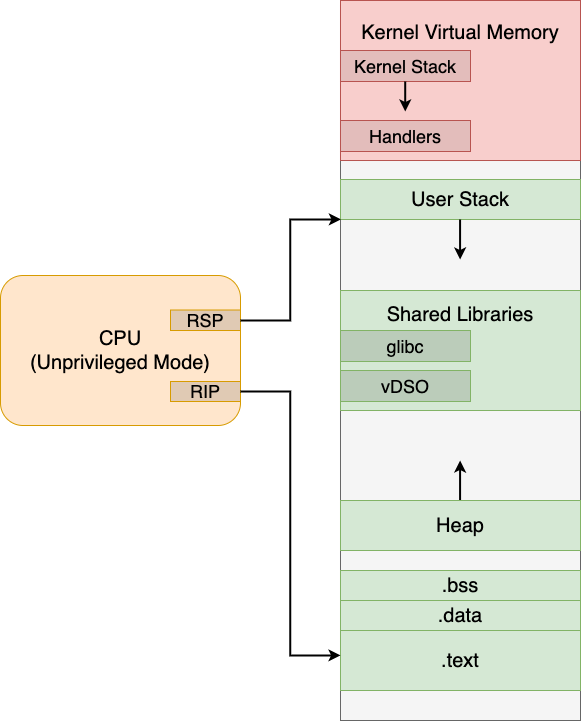 Kernel Virtual Memory
Kernel Stack
Handlers
User Stack
CPU
(Unprivileged Mode)
RSP
RIP
Shared Libraries
glibc
vDSO
Heap
.bss
.data
.text